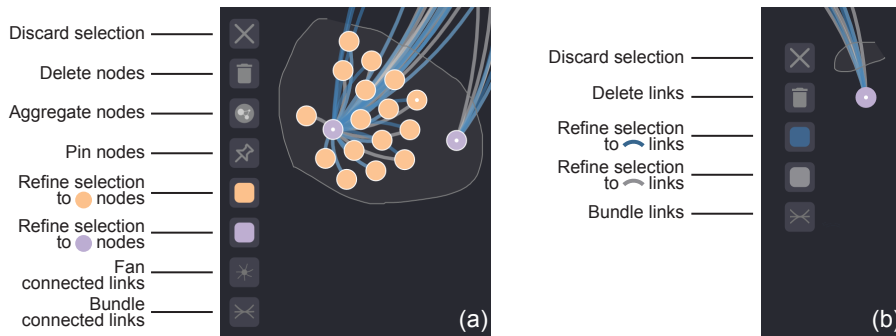 Discard selection
Delete nodes
Aggregate nodes
Pin nodes
Refine selection
to nodes
Refine selection
to nodes
Fan
connected links
Bundle
connected links
(a)
Discard selection
Delete links
Refine selection
to links
Refine selection
to links
Bundle links
(b